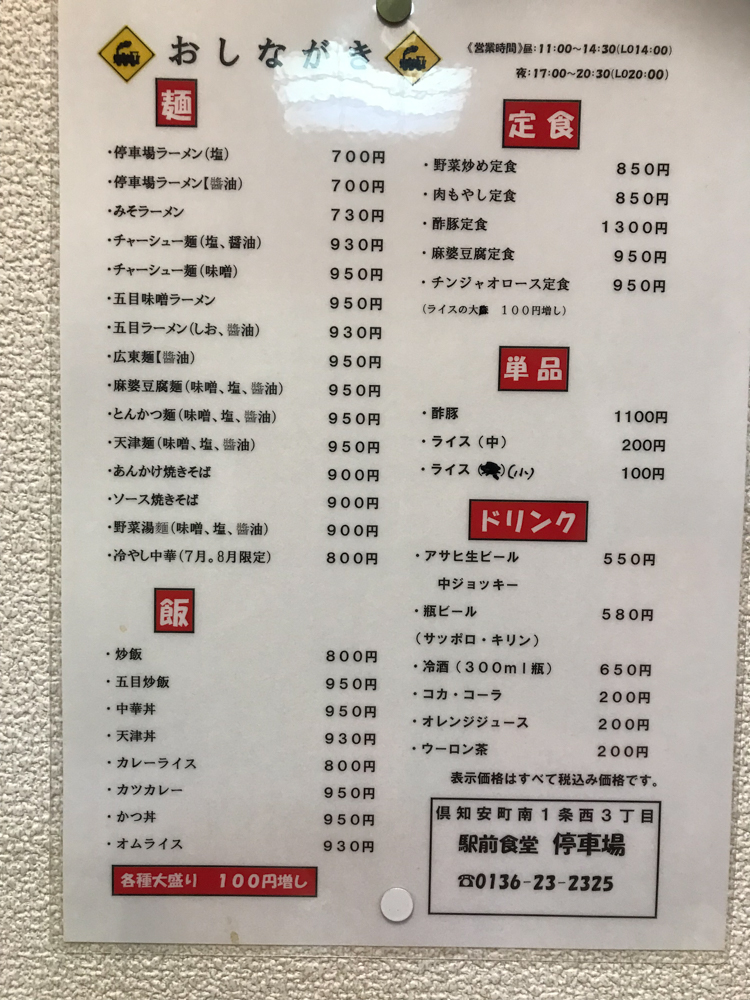 おしながき
《営業時間》昼:11:00~14:30(LO14:00)
夜:17:00~20:30(LO20:00)
麺
・停車場ラーメン(塩) 700円
・停車場ラーメン【醬油) 700円
・みそラーメン 730円
・チャーシュー麺(塩、醤油) 930円
・チャーシュー麺(味噌) 950円
・五目味噌ラーメン 950円
・五目ラーメン(しお、醬油) 930円
・広東麺【醬油) 950円
・麻婆豆腐麺(味噌、塩、醬油) 950円
・とんかつ麺(味噌、塩、醬油) 950円
・天津麺(味噌、塩、醬油) 950円
・あんかけ焼きそば 900円
・ソース焼きそば 900円
・野菜湯麵(味噌、塩、醬油) 900円
・冷やし中華(7月。8月限定) 800円
飯
・炒飯 800円
・五目炒飯 950円
・中華丼 950円
・天津丼 930円
・カレーライス 800円
・カツカレー 950円
・かつ丼 950円
・オムライス 930円
各種大盛り 100円増し
定食
・野菜炒め定食 850円
・肉もやし定食 850円
・酢豚定食 1300円
・麻婆豆腐定食 950円
・チンジャオロース定食 950円
(ライスの大盛 100円増し)
単品
・酢豚 1100円
・ライス(中) 200円
・ライス (小) 100円
ドリンク
・アサヒ生ビール 550円
中ジョッキー
・瓶ビール 580円
(サッポロ・キリン)
・冷酒(300ml瓶) 650円
・コカ・コーラ 200円
・オレンジジュース 200円
・ウーロン茶 200円
表示価格はすべて税込み価格です。
倶知安町南1条西3丁目
駅前食堂 停車場
☎0136-23-2325